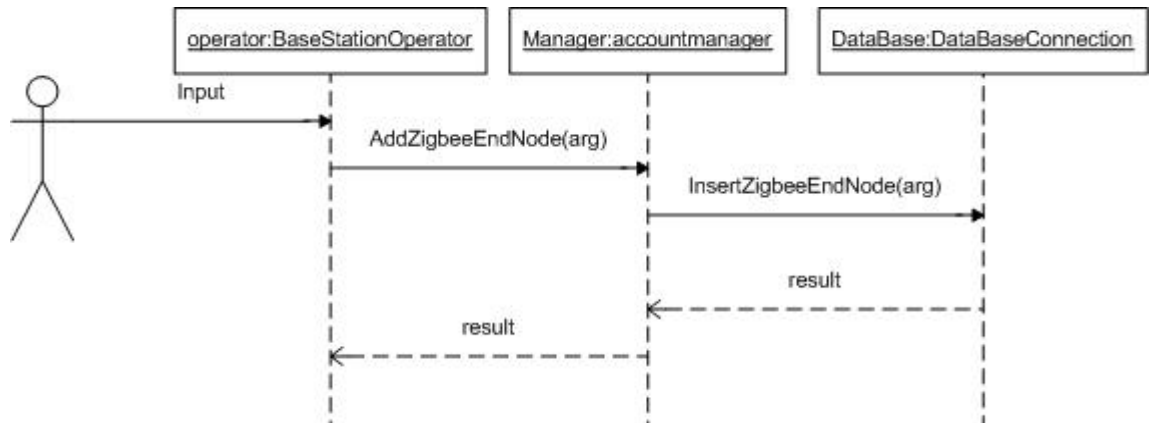 operator:BaseStationOperator
Manager:accountmanager
DataBase:DataBaseConnection
Input
AddZigbeeEndNode(arg)
InsertZigbeeEndNode(arg)
result
result